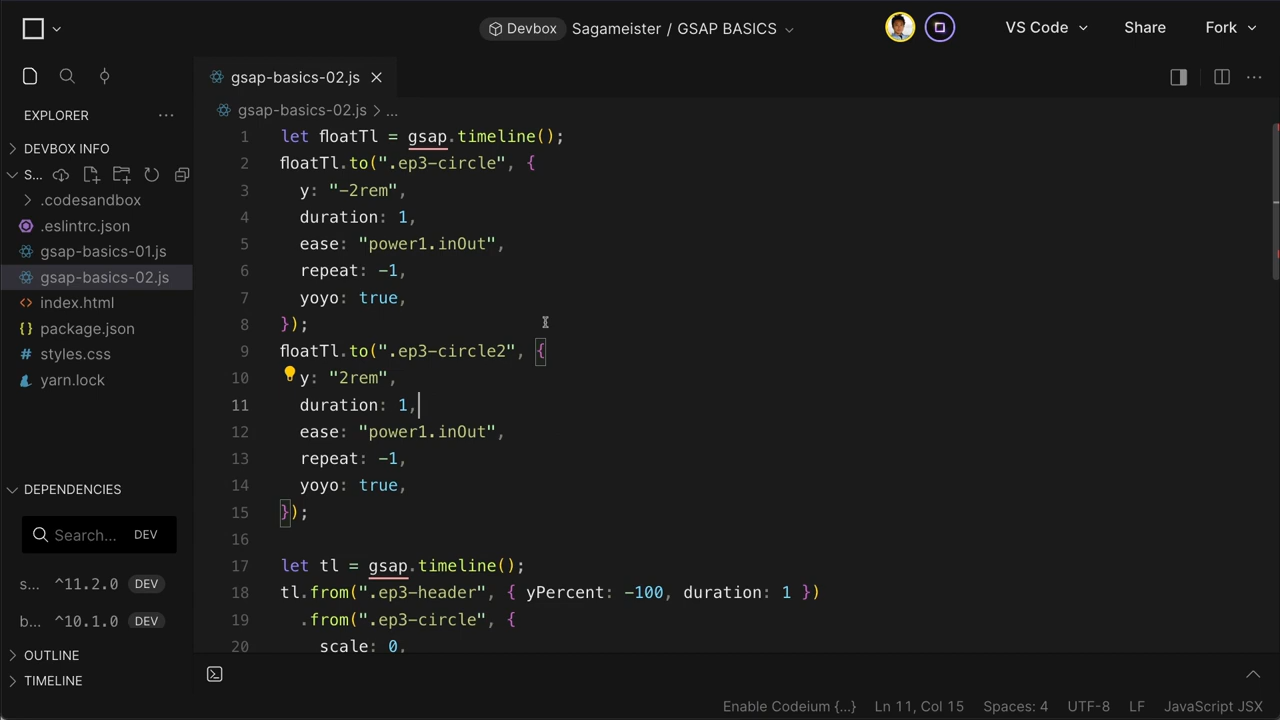 Devbox Sagameister / GSAP BASICS
VS Code Share Fork
gsap-basics-02.js
EXPLORER ...
gsap-basics-02.js > ...
DEVBOX INFO
S...
.codesandbox
.eslintrc.json
gsap-basics-01.js
gsap-basics-02.js
index.html
{} package.json
# styles.css
yarn.lock
DEPENDENCIES
Search... DEV
s... ^11.2.0 DEV
b... ^10.1.0 DEV
OUTLINE
TIMELINE
1 let floatTl = gsap.timeline();
2 floatTl.to(".ep3-circle", {
3 y: "-2rem",
4 duration: 1,
5 ease: "power1.inOut",
6 repeat: -1,
7 yoyo: true,
8 });
9 floatTl.to(".ep3-circle2", {
10 y: "2rem",
11 duration: 1,
12 ease: "power1.inOut",
13 repeat: -1,
14 yoyo: true,
15 });
16
17 let tl = gsap.timeline();
18 tl.from(".ep3-header", { yPercent: -100, duration: 1 })
19 .from(".ep3-circle", {
20 scale: 0,
Enable Codeium {...} Ln 11, Col 15 Spaces: 4 UTF-8 LF JavaScript JSX